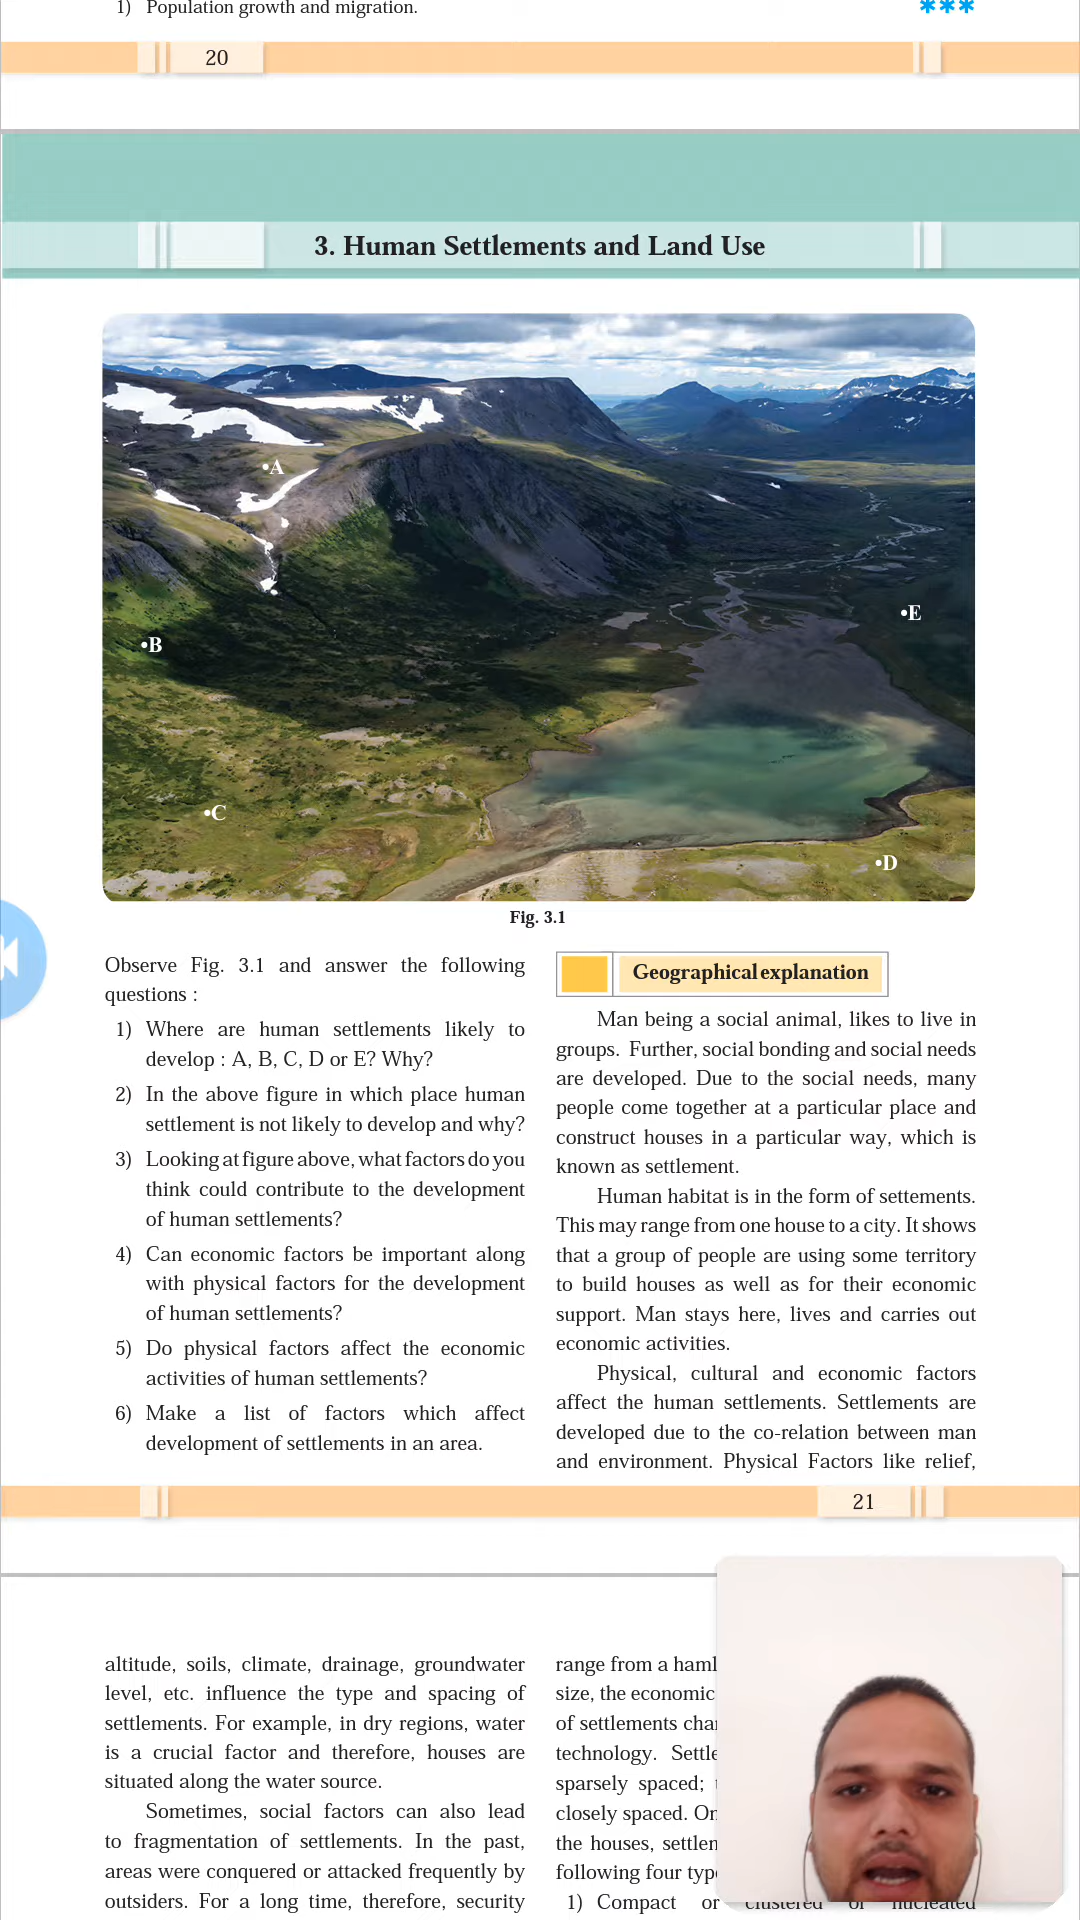 1) Population growth and migration.
***
20
3. Human Settlements and Land Use
•A
•E
•B
•C
•D
Fig. 3.1
Observe Fig. 3.1 and answer the following
questions :
1) Where are human settlements likely to
develop : A, B, C, D or E? Why?
2) In the above figure in which place human
settlement is not likely to develop and why?
3) Looking at figure above, what factors do you
think could contribute to the development
of human settlements?
4) Can economic factors be important along
with physical factors for the development
of human settlements?
5) Do physical factors affect the economic
activities of human settlements?
6) Make a list of factors which affect
development of settlements in an area.
Geographical explanation
Man being a social animal, likes to live in
groups. Further, social bonding and social needs
are developed. Due to the social needs, many
people come together at a particular place and
construct houses in a particular way, which is
known as settlement.
Human habitat is in the form of settements.
This may range from one house to a city. It shows
that a group of people are using some territory
to build houses as well as for their economic
support. Man stays here, lives and carries out
economic activities.
Physical, cultural and economic factors
affect the human settlements. Settlements are
developed due to the co-relation between man
and environment. Physical Factors like relief,
21
altitude, soils, climate, drainage, groundwater
level, etc. influence the type and spacing of
settlements. For example, in dry regions, water
is a crucial factor and therefore, houses are
situated along the water source.
Sometimes, social factors can also lead
to fragmentation of settlements. In the past,
areas were conquered or attacked frequently by
outsiders. For a long time, therefore, security
range from a
size, the economic
of settlements
technology.
sparsely spaced;
closely spaced.
the houses,
following four
1) Compact or clustered or nucleated